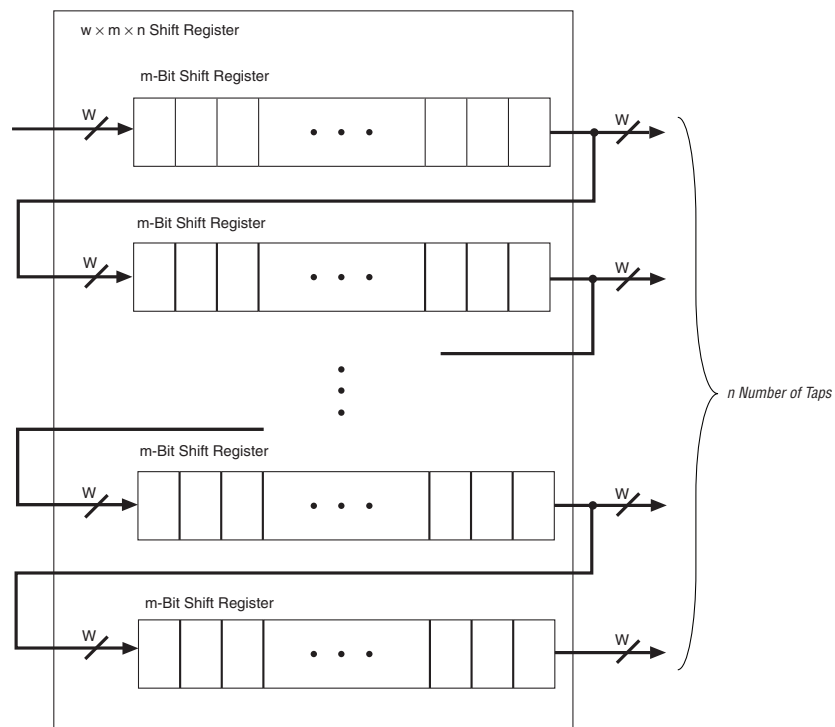 w × m × n Shift Register
m-Bit Shift Register
W
W
m-Bit Shift Register
W
W
n Number of Taps
m-Bit Shift Register
W
W
m-Bit Shift Register
W
W